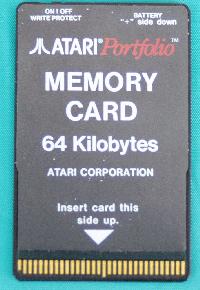 ON I OFF
WRITE PROTECT
BATTERY
"+" side down
ATARI Portfolio™
MEMORY
CARD
64 Kilobytes
ATARI CORPORATION
Insert card this
side up.